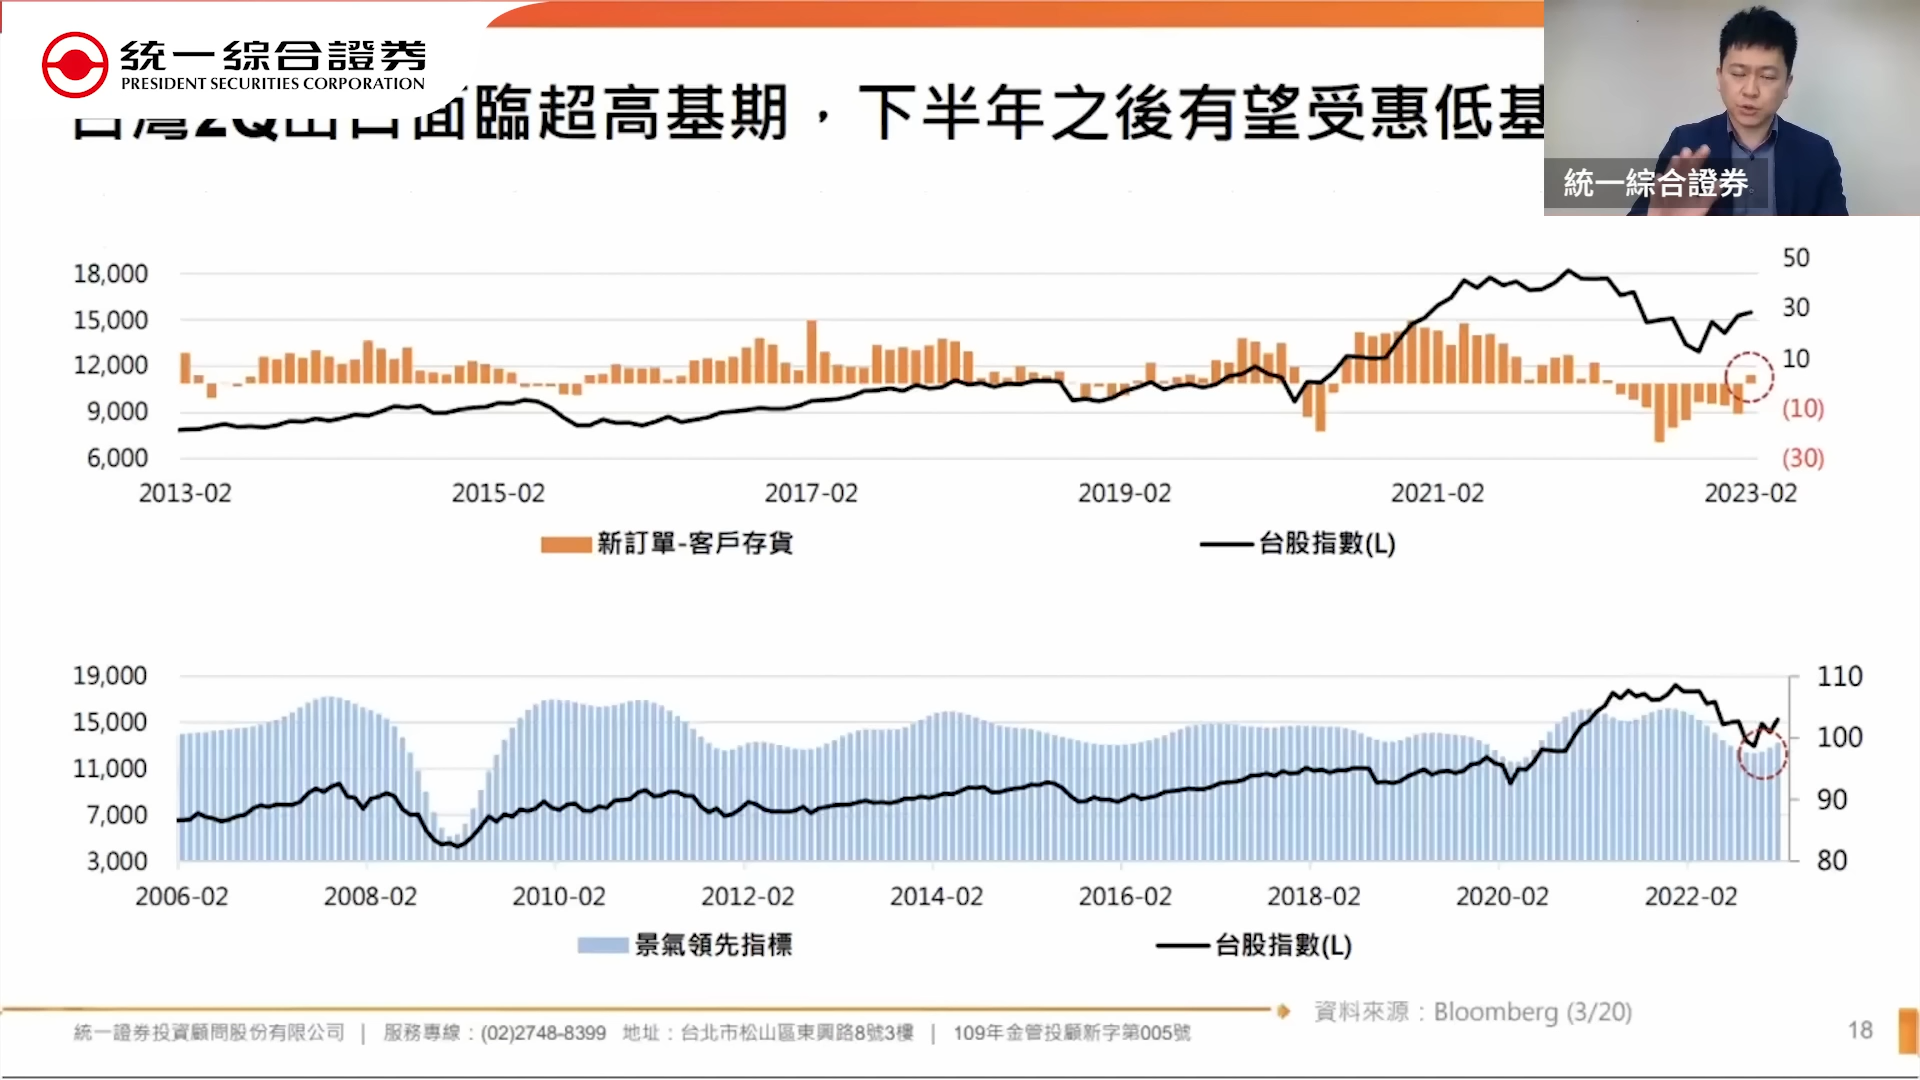 統一綜合證券
PRESIDENT SECURITIES CORPORATION
台灣2Q出口面臨超高基期，下半年之後有望受惠低基
統一綜合證券
50
18,000
30
15,000
12,000
10
9,000
(10)
6,000
(30)
2013-02 2015-02 2017-02 2019-02 2021-02 2023-02
新訂單-客戶存貨 台股指數(L)
19,000
110
15,000
100
11,000
90
7,000
3,000
80
2006-02 2008-02 2010-02 2012-02 2014-02 2016-02 2018-02 2020-02 2022-02
景氣領先指標 台股指數(L)
資料來源：Bloomberg (3/20)
統一證券投資顧問股份有限公司 | 服務專線：(02)2748-8399 地址：台北市松山區東興路8號3樓 | 109年金管投顧新字第005號
18